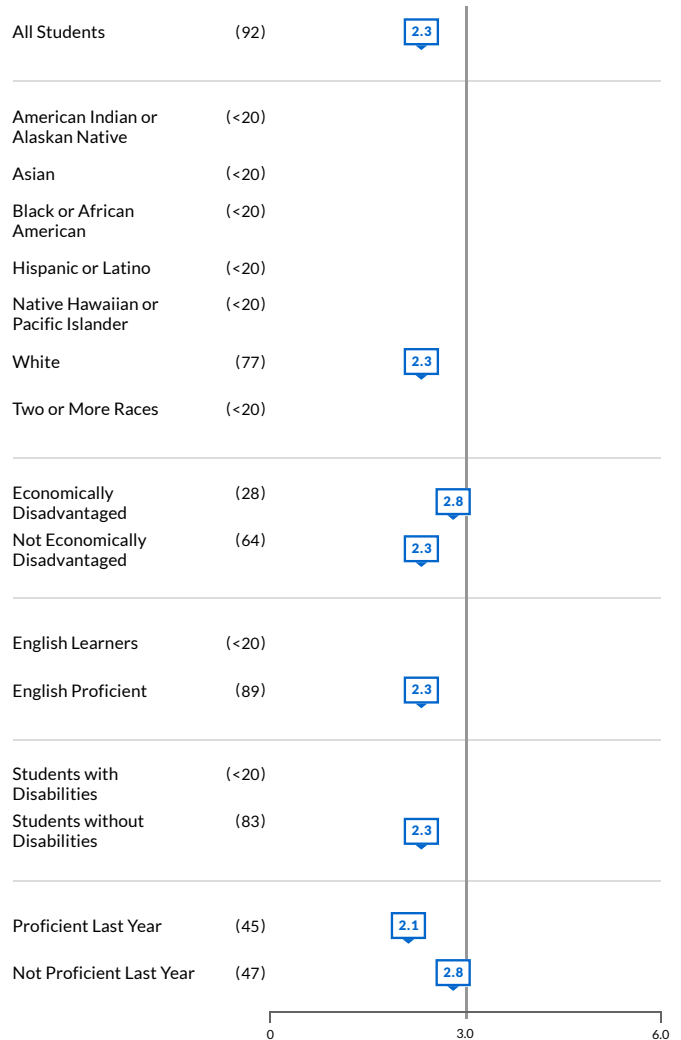 All Students (92) 2.3
American Indian or (<20)
Alaskan Native
Asian (<20)
Black or African (<20)
American
Hispanic or Latino (<20)
Native Hawaiian or (<20)
Pacific Islander
White (77) 2.3
Two or More Races (<20)
Economically (28) 2.8
Disadvantaged
Not Economically (64) 2.3
Disadvantaged
English Learners (<20)
English Proficient (89) 2.3
Students with (<20)
Disabilities
Students without (83) 2.3
Disabilities
Proficient Last Year (45) 2.1
Not Proficient Last Year (47) 2.8
0 3.0 6.0